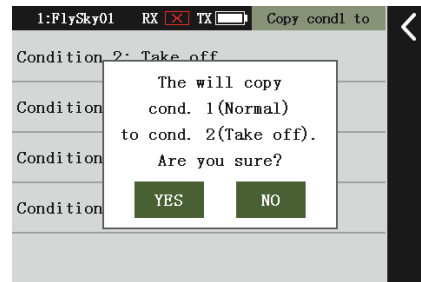 1:FlySky01 RX TX Copy cond1 to
Condition 2: Take off
Condition
Condition
Condition
The will copy
cond. 1(Normal)
to cond. 2(Take off).
Are you sure?
YES NO